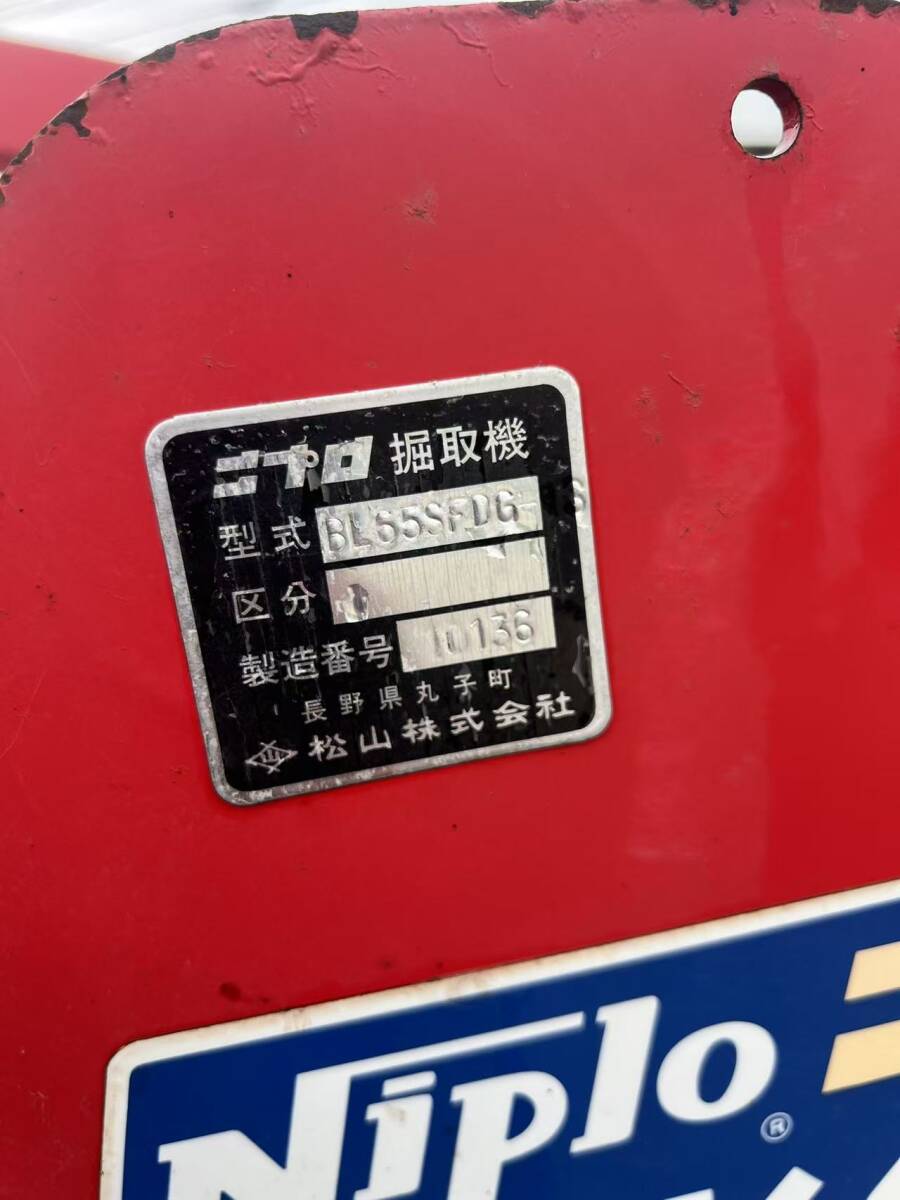 ニプロ 掘取機
型式 BL65SFDG-16
区分
製造番号 10136
長野県丸子町
松山株式会社
Niplo ®